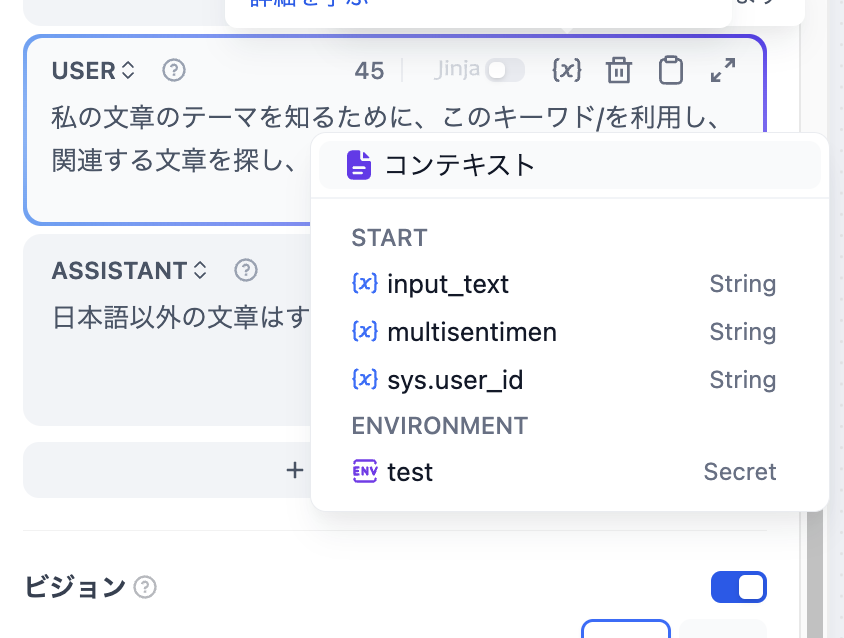 USER
45
Jinja
{x}
私の文章のテーマを知るために、このキーワード/を利用し、
関連する文章を探し、
コンテキスト
START
{x} input_text String
{x} multisentimen String
{x} sys.user_id String
ENVIRONMENT
ENV test Secret
ASSISTANT
日本語以外の文章はす
+
ビジョン